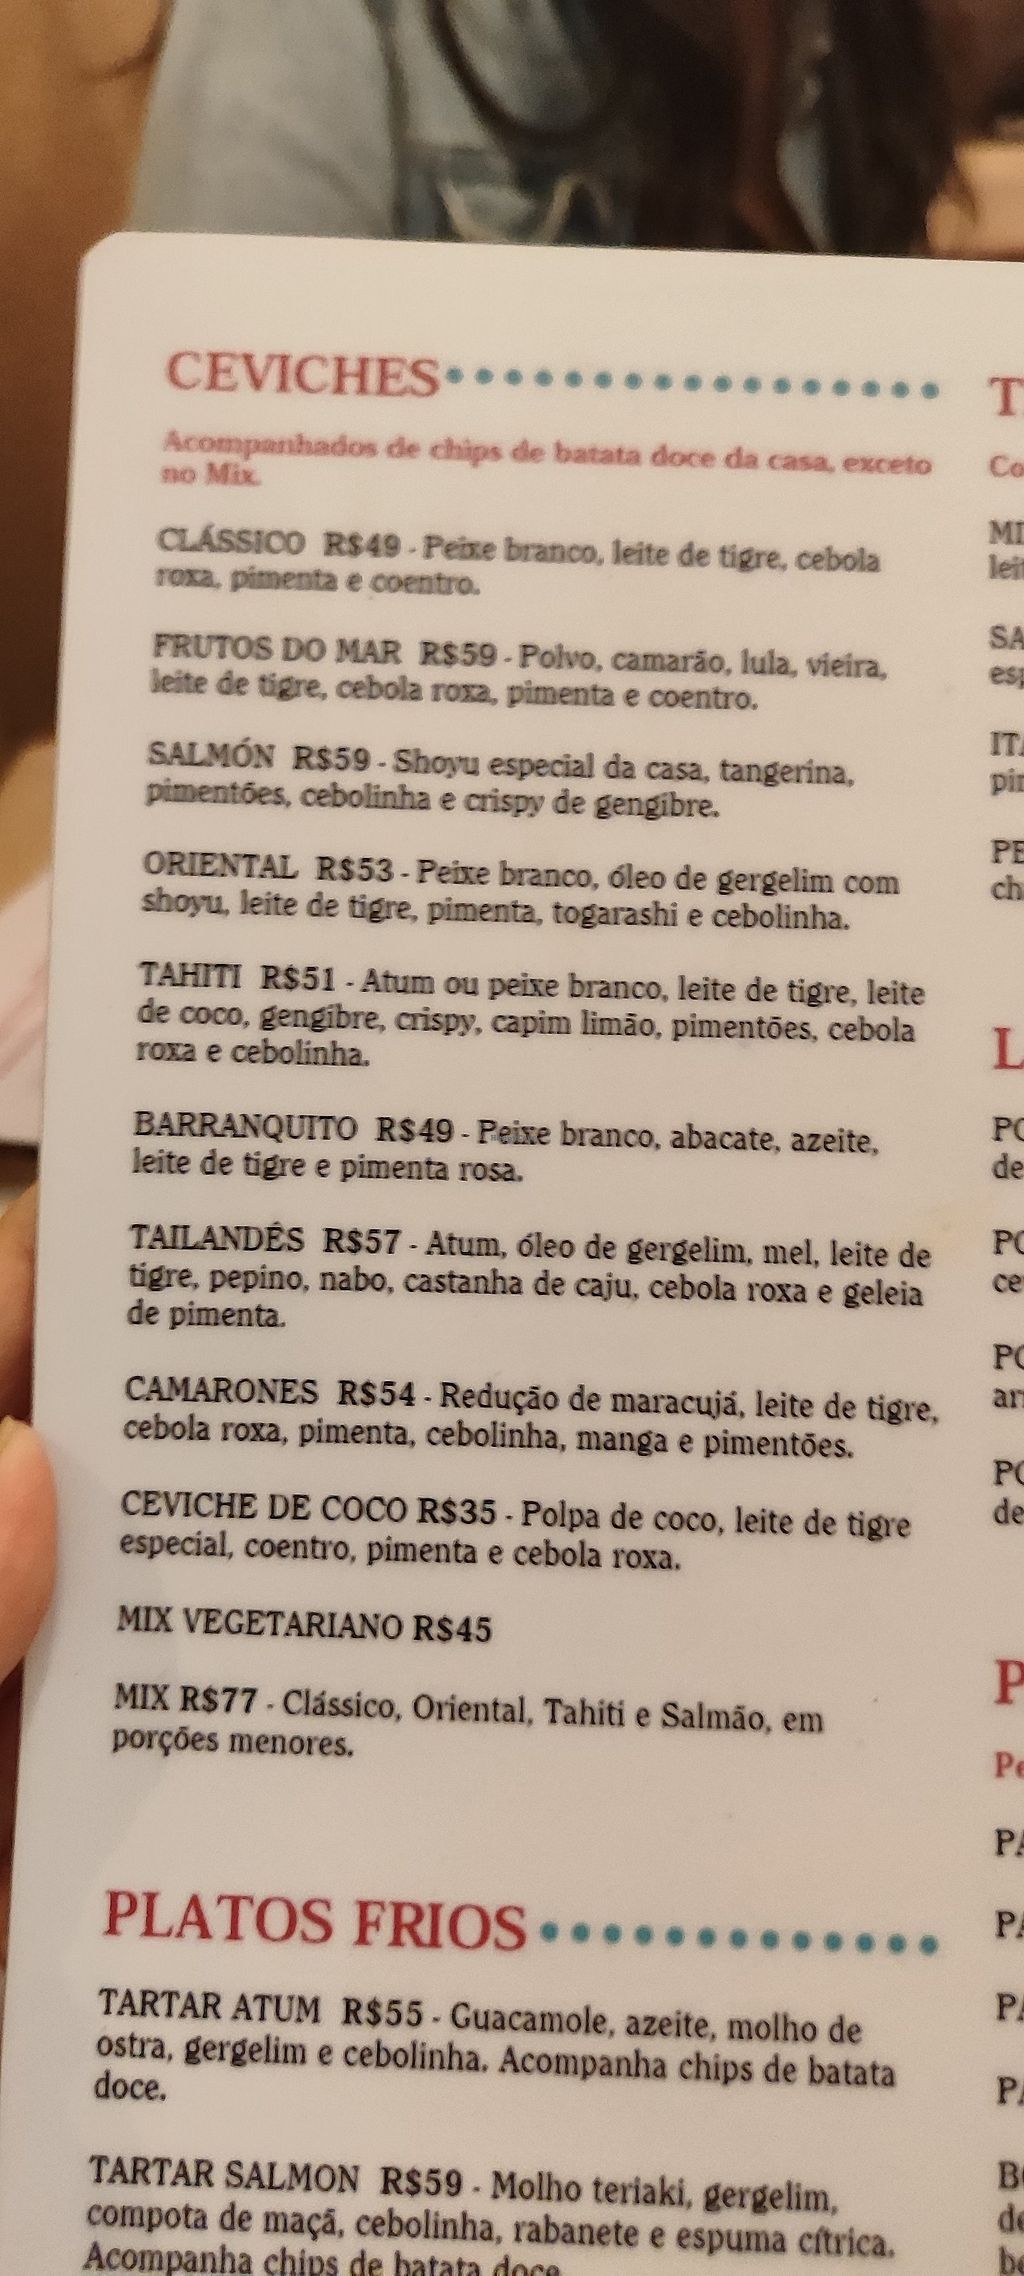 CEVICHES
Acompanhados de chips de batata doce da casa, exceto
no Mix.
CLÁSSICO R$49 - Peixe branco, leite de tigre, cebola
roxa, pimenta e coentro.
FRUTOS DO MAR R$59 - Polvo, camarão, lula, vieira,
leite de tigre, cebola roxa, pimenta e coentro.
SALMÓN R$59 - Shoyu especial da casa, tangerina,
pimentões, cebolinha e crispy de gengibre.
ORIENTAL R$53 - Peixe branco, óleo de gergelim com
shoyu, leite de tigre, pimenta, togarashi e cebolinha.
TAHITI R$51 - Atum ou peixe branco, leite de tigre, leite
de coco, gengibre, crispy, capim limão, pimentões, cebola
roxa e cebolinha.
BARRANQUITO R$49 - Peixe branco, abacate, azeite,
leite de tigre e pimenta rosa.
TAILANDÊS R$57 - Atum, óleo de gergelim, mel, leite de
tigre, pepino, nabo, castanha de caju, cebola roxa e geleia
de pimenta.
CAMARONES R$54 - Redução de maracujá, leite de tigre,
cebola roxa, pimenta, cebolinha, manga e pimentões.
CEVICHE DE COCO R$35 - Polpa de coco, leite de tigre
especial, coentro, pimenta e cebola roxa.
MIX VEGETARIANO R$45
MIX R$77 - Clássico, Oriental, Tahiti e Salmão, em
porções menores.
PLATOS FRIOS
TARTAR ATUM R$55 - Guacamole, azeite, molho de
ostra, gergelim e cebolinha. Acompanha chips de batata
doce.
TARTAR SALMON R$59 - Molho teriaki, gergelim,
compota de maçã, cebolinha, rabanete e espuma cítrica.
Acompanha chips de batata doce